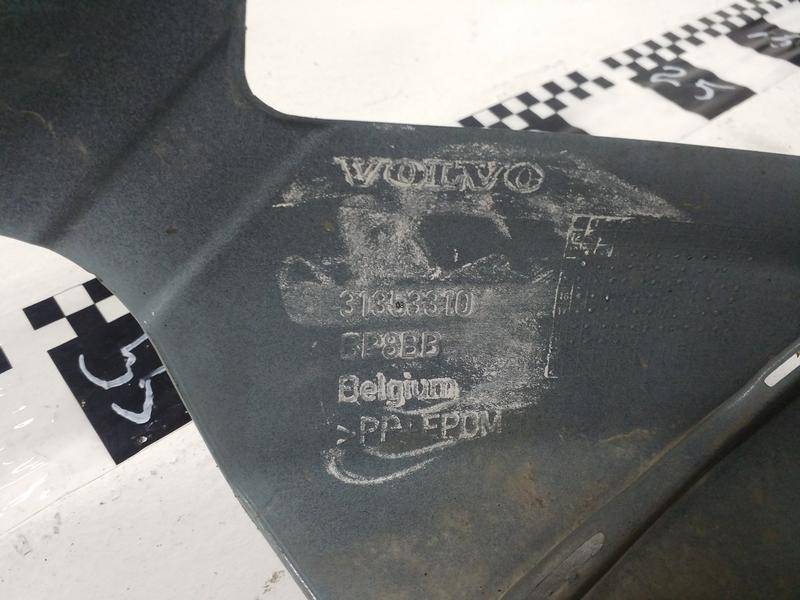 VOLVO
31353310
BP8BB
Belgium
>PP+EPDM